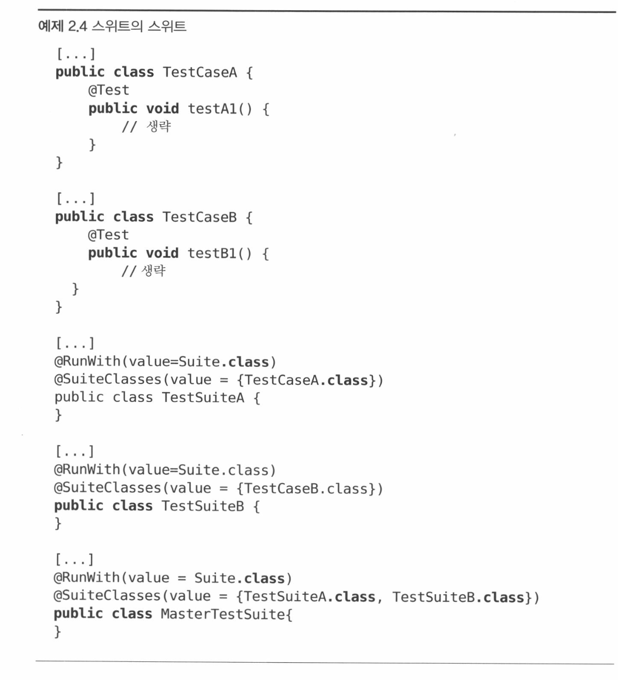 예제 2.4 스위트의 스위트
[...]
public class TestCaseA {
    @Test
    public void testA1() {
        // 생략
    }
}
[...]
public class TestCaseB {
    @Test
    public void testB1() {
        // 생략
  }
}
[...]
@RunWith(value=Suite.class)
@SuiteClasses(value = {TestCaseA.class})
public class TestSuiteA {
}
[...]
@RunWith(value=Suite.class)
@SuiteClasses(value = {TestCaseB.class})
public class TestSuiteB {
}
[...]
@RunWith(value = Suite.class)
@SuiteClasses(value = {TestSuiteA.class, TestSuiteB.class})
public class MasterTestSuite{
}